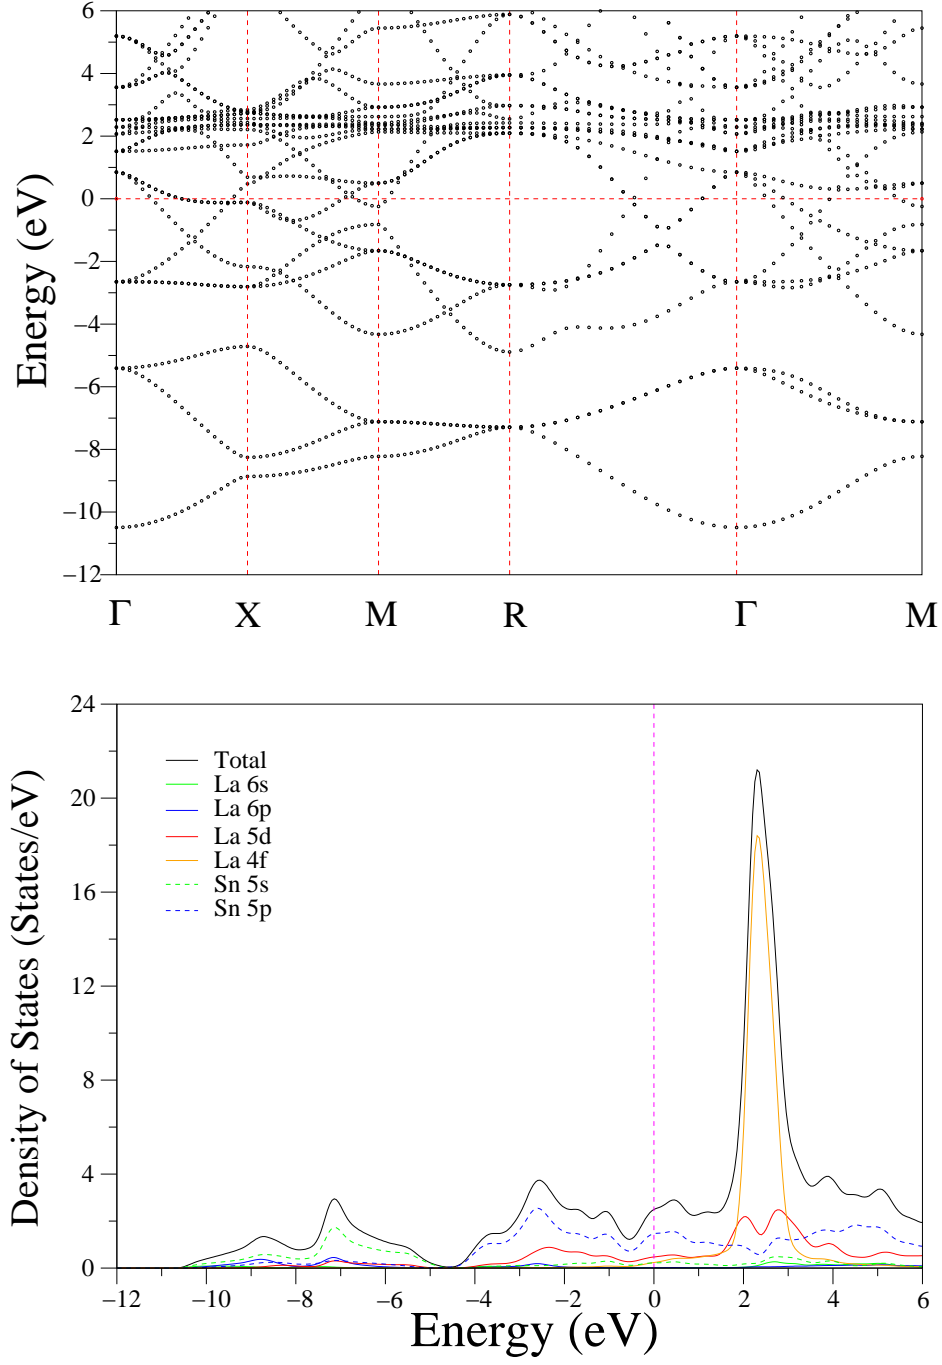 6
4
2
0
−2
−4
−6
−8
−10
−12
Energy (eV)
Γ X M R Γ M
24
20
16
12
8
4
0
Density of States (States/eV)
Total
La 6s
La 6p
La 5d
La 4f
Sn 5s
Sn 5p
−12 −10 −8 −6 −4 −2 0 2 4 6
Energy (eV)